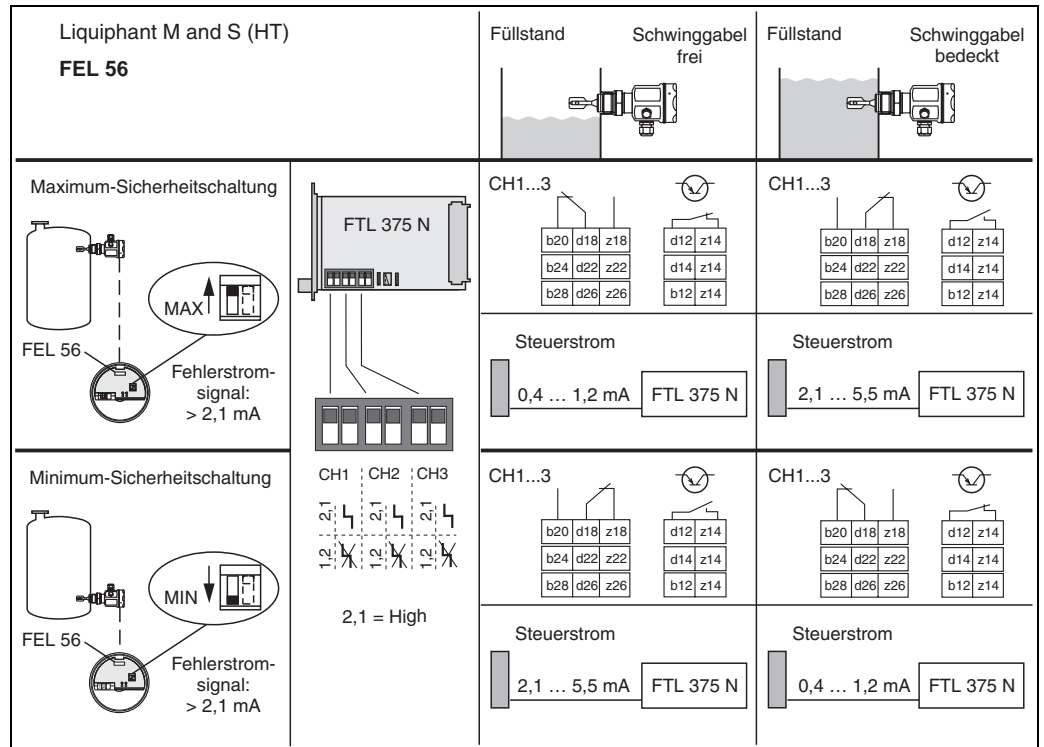 Liquiphant M and S (HT)
FEL 56
Füllstand
Schwinggabel
frei
Füllstand
Schwinggabel
bedeckt
Maximum-Sicherheitschaltung
MAX
FEL 56
Fehlerstrom-
signal:
> 2,1 mA
FTL 375 N
CH1...3
b20 d18 z18
b24 d22 z22
b28 d26 z26
d12 z14
d14 z14
b12 z14
CH1...3
b20 d18 z18
b24 d22 z22
b28 d26 z26
d12 z14
d14 z14
b12 z14
Steuerstrom
0,4 … 1,2 mA
FTL 375 N
Steuerstrom
2,1 … 5,5 mA
FTL 375 N
Minimum-Sicherheitschaltung
MIN
FEL 56
Fehlerstrom-
signal:
> 2,1 mA
CH1 CH2 CH3
2,1 2,1 2,1
1,2 1,2 1,2
2,1 = High
CH1...3
b20 d18 z18
b24 d22 z22
b28 d26 z26
d12 z14
d14 z14
b12 z14
CH1...3
b20 d18 z18
b24 d22 z22
b28 d26 z26
d12 z14
d14 z14
b12 z14
Steuerstrom
2,1 … 5,5 mA
FTL 375 N
Steuerstrom
0,4 … 1,2 mA
FTL 375 N